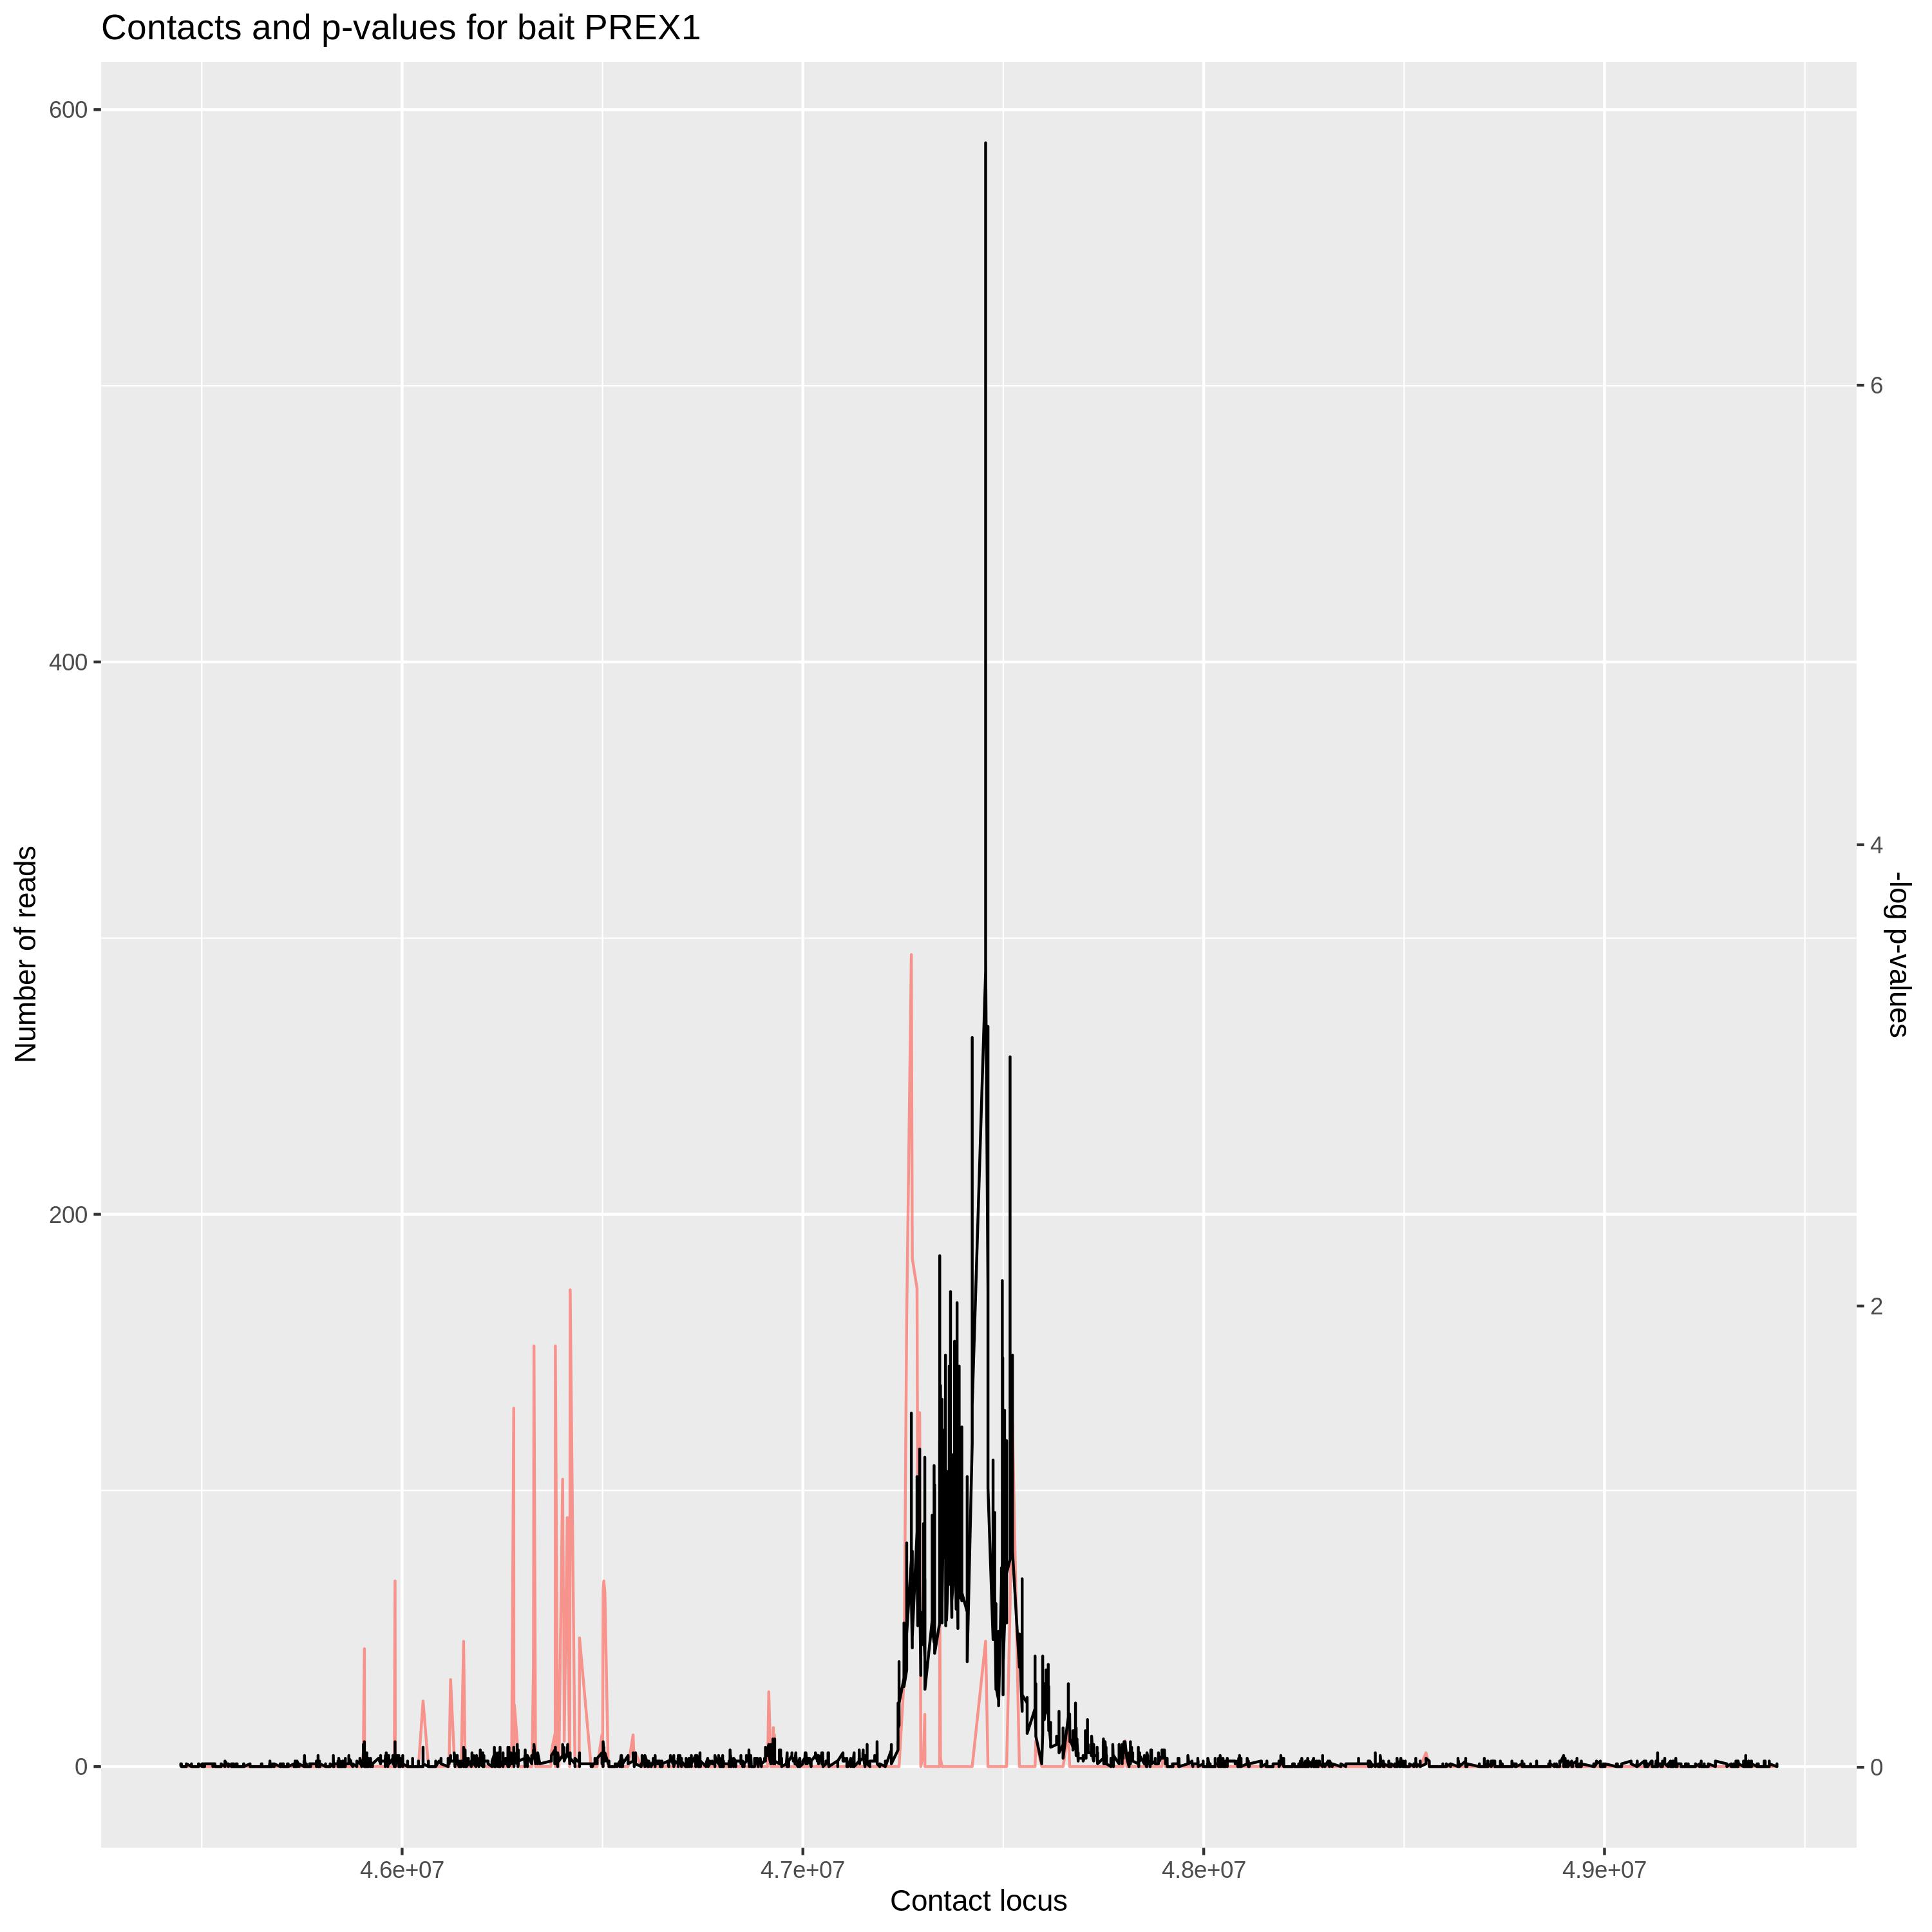 Contacts and p-values for bait PREX1
600
400
200
0
Number of reads
6
4
2
0
-log p-values
4.6e+07
4.7e+07
4.8e+07
4.9e+07
Contact locus